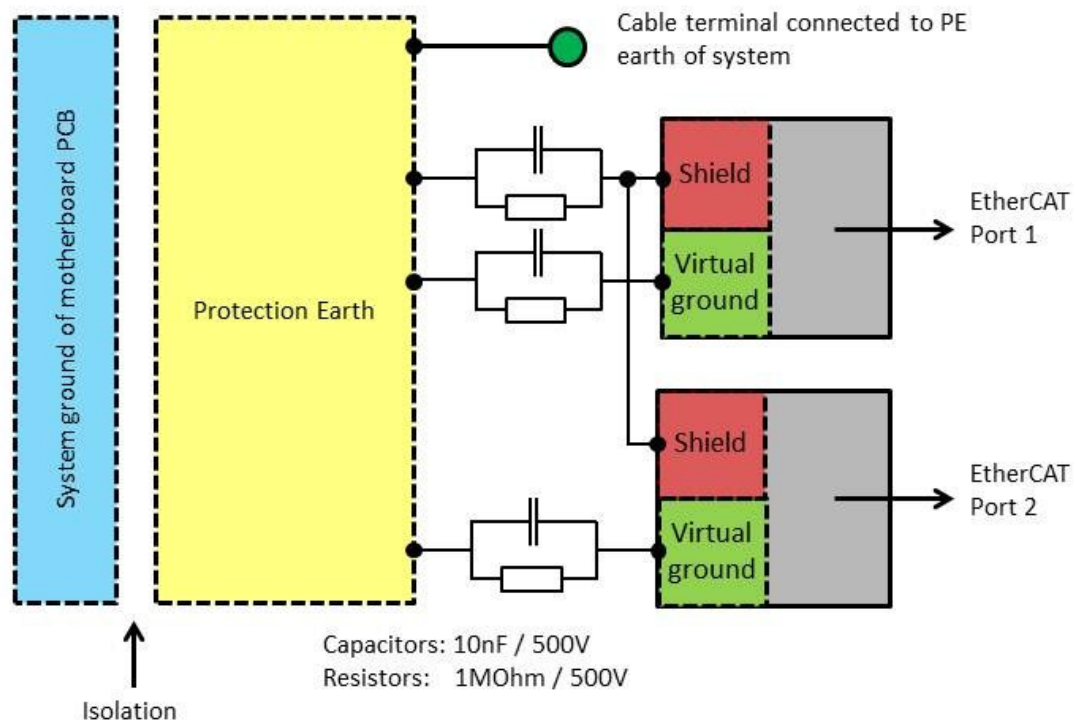 Cable terminal connected to PE
earth of system
System ground of motherboard PCB
Protection Earth
Shield
Virtual
ground
EtherCAT
Port 1
Shield
Virtual
ground
EtherCAT
Port 2
Capacitors: 10nF / 500V
Resistors: 1MOhm / 500V
Isolation